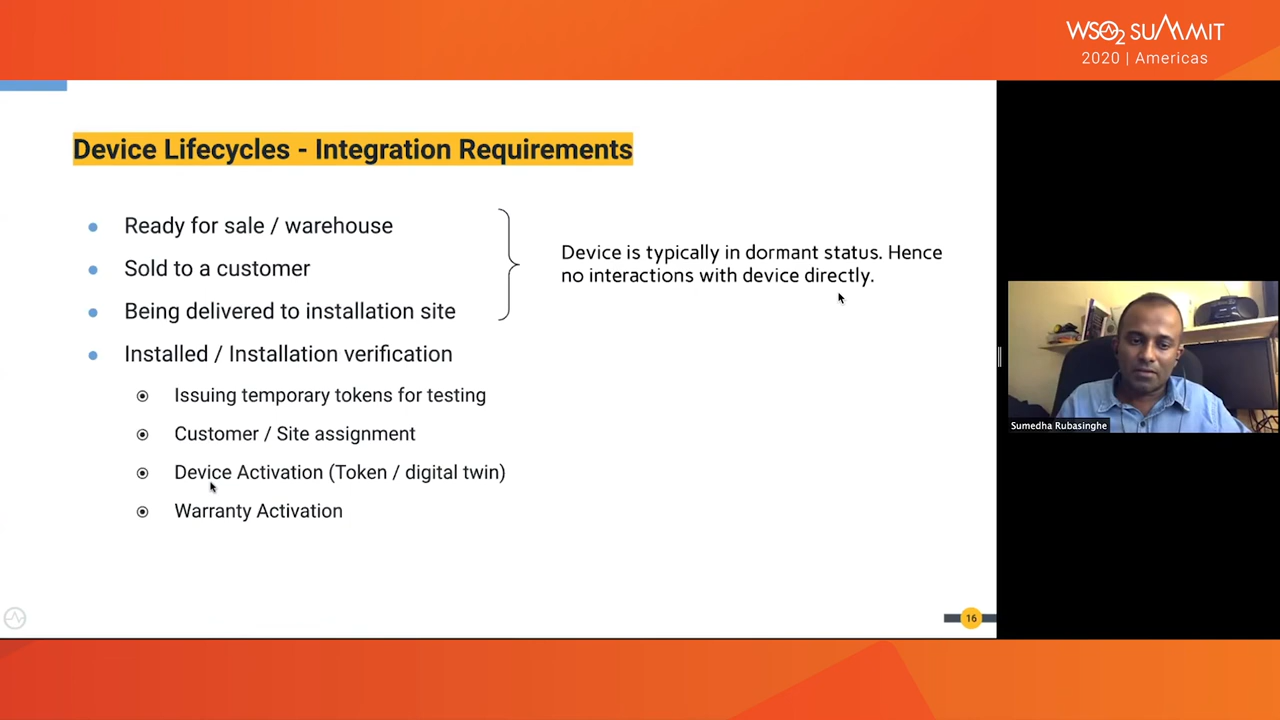 WSO2 SUMMIT
2020 | Americas
Device Lifecycles - Integration Requirements
Ready for sale / warehouse
Sold to a customer
Being delivered to installation site
Device is typically in dormant status. Hence
no interactions with device directly.
Installed / Installation verification
Issuing temporary tokens for testing
Customer / Site assignment
Device Activation (Token / digital twin)
Warranty Activation
Sumedha Rubasinghe
16